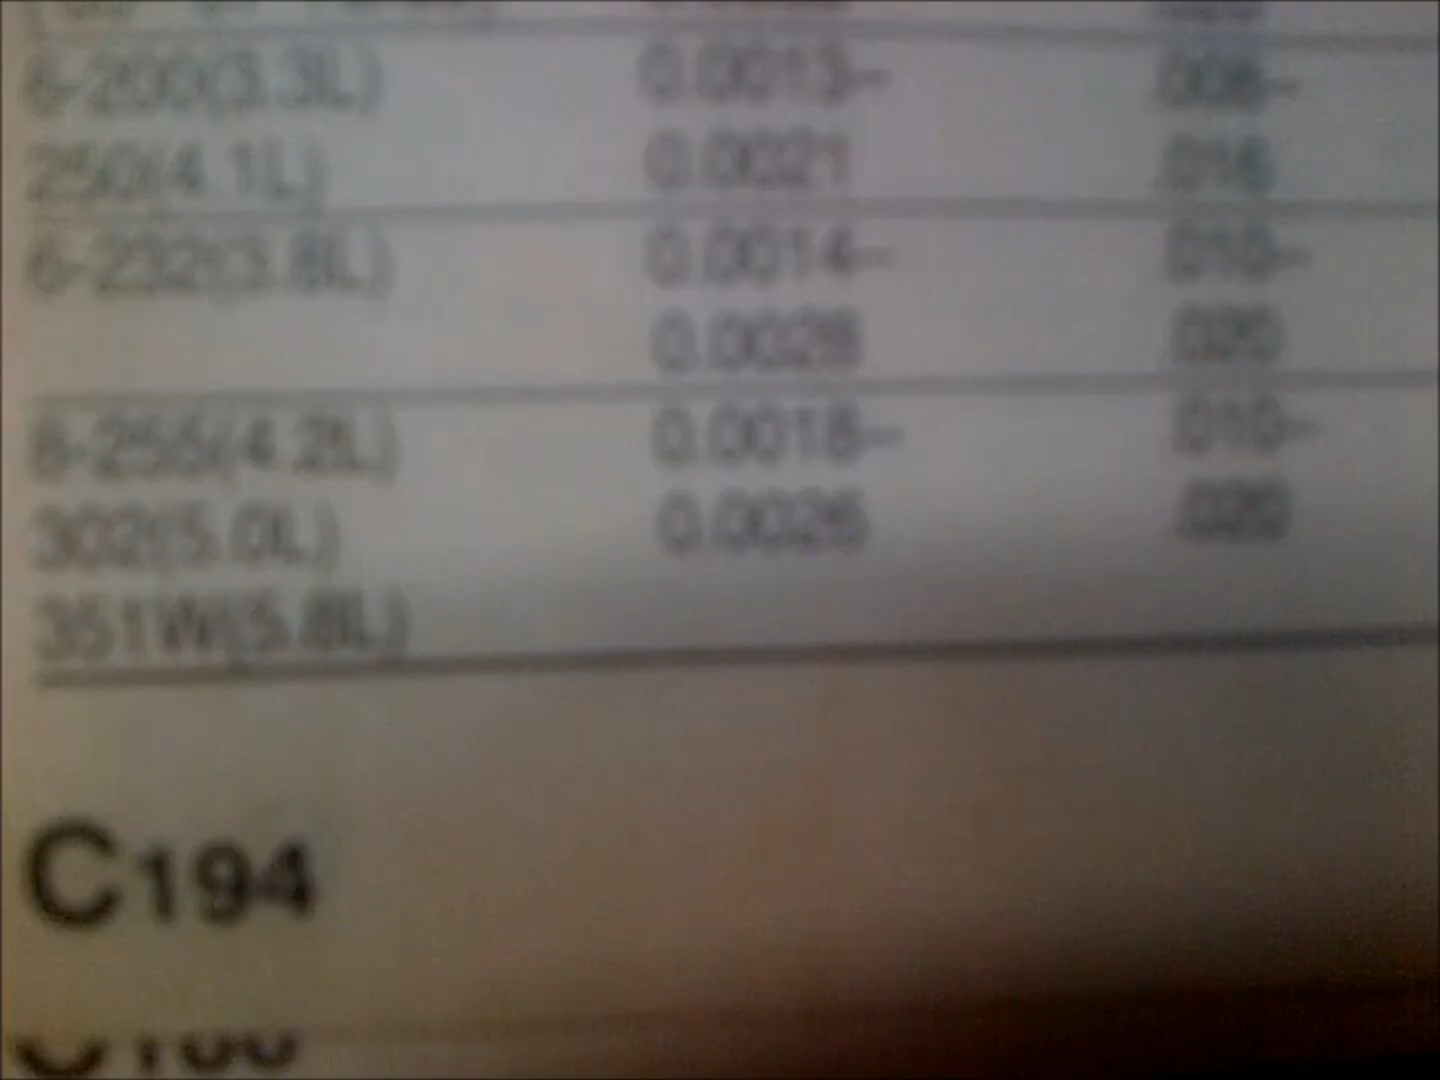 6-200(3.3L) 0.0013– .006–
250(4.1L) 0.0021 .016
6-232(3.8L) 0.0014– .010–
0.0028 .020
8-255(4.2L) 0.0018– .010–
302(5.0L) 0.0026 .020
351W(5.8L)
C194